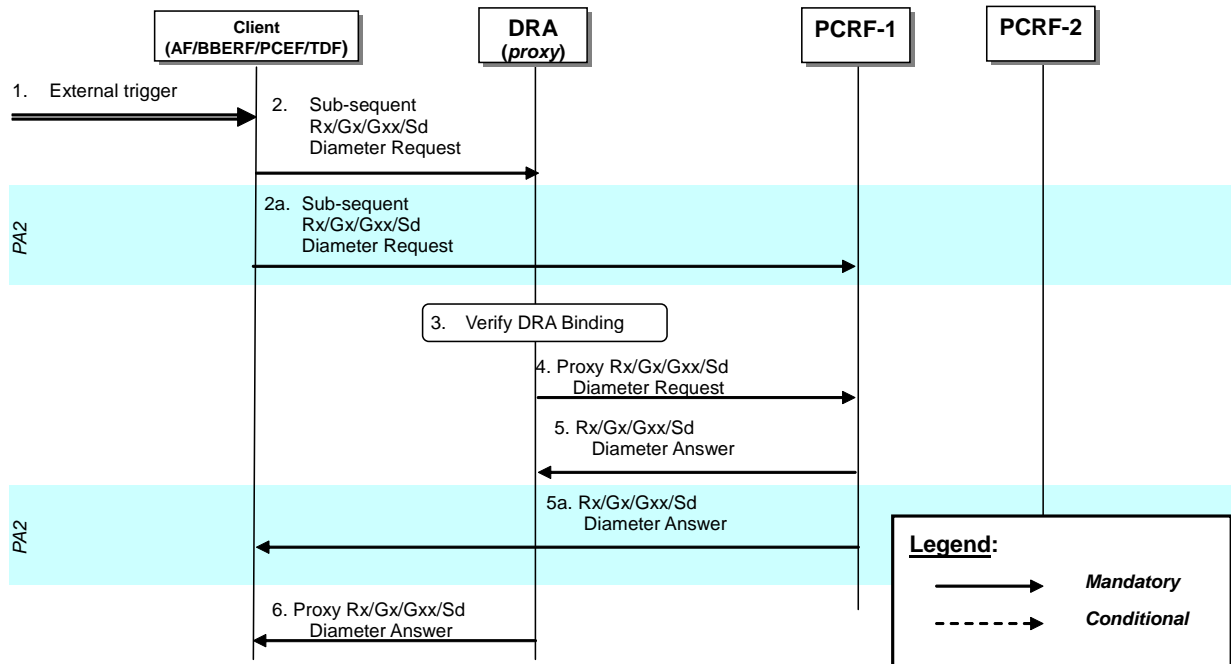 Client
(AF/BBERF/PCEF/TDF)
DRA
(proxy)
PCRF-1
PCRF-2
1. External trigger
2. Sub-sequent
Rx/Gx/Gxx/Sd
Diameter Request
PA2
2a. Sub-sequent
Rx/Gx/Gxx/Sd
Diameter Request
3. Verify DRA Binding
4. Proxy Rx/Gx/Gxx/Sd
Diameter Request
5. Rx/Gx/Gxx/Sd
Diameter Answer
PA2
5a. Rx/Gx/Gxx/Sd
Diameter Answer
6. Proxy Rx/Gx/Gxx/Sd
Diameter Answer
Legend:
Mandatory
Conditional